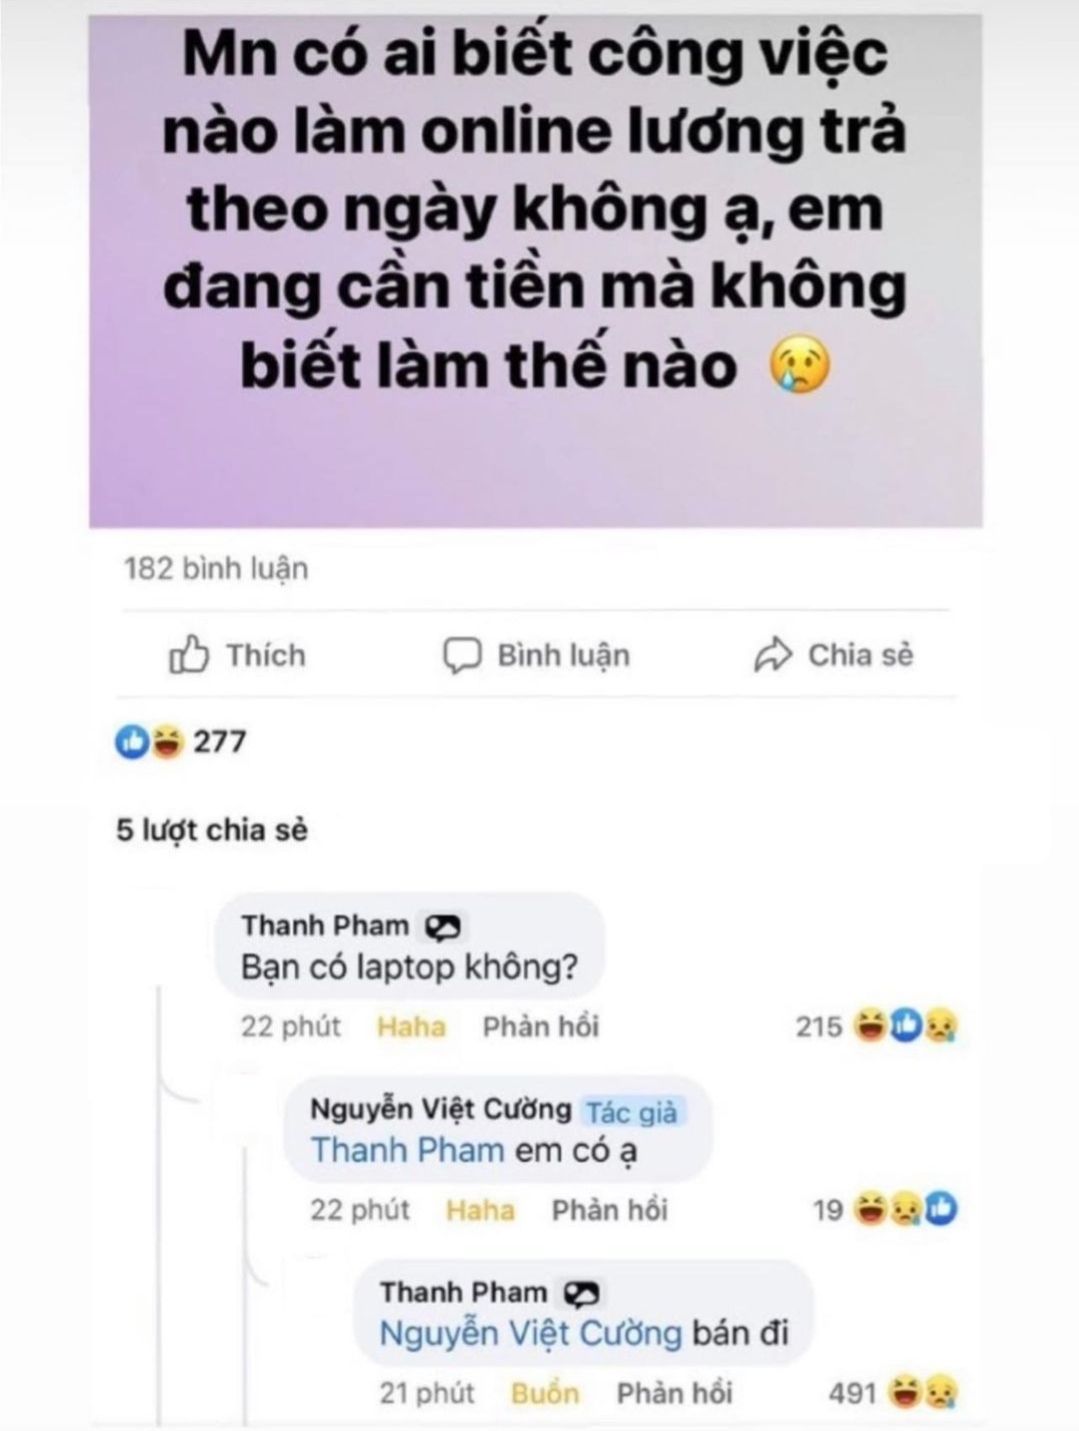 Mn có ai biết công việc
nào làm online lương trả
theo ngày không ạ, em
đang cần tiền mà không
biết làm thế nào 😢
182 bình luận
Thích
Bình luận
Chia sẻ
277
5 lượt chia sẻ
Thanh Pham
Bạn có laptop không?
22 phút Haha Phản hồi 215
Nguyễn Việt Cường Tác giả
Thanh Pham em có ạ
22 phút Haha Phản hồi 19
Thanh Pham
Nguyễn Việt Cường bán đi
21 phút Buồn Phản hồi 491